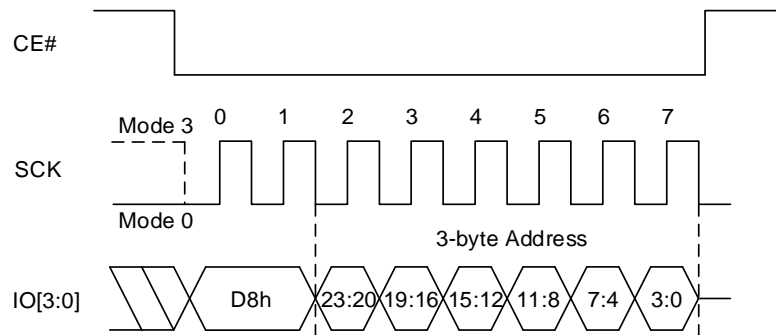 CE#
Mode 3
0 1 2 3 4 5 6 7
SCK
Mode 0
3-byte Address
IO[3:0]
D8h 23:20 19:16 15:12 11:8 7:4 3:0